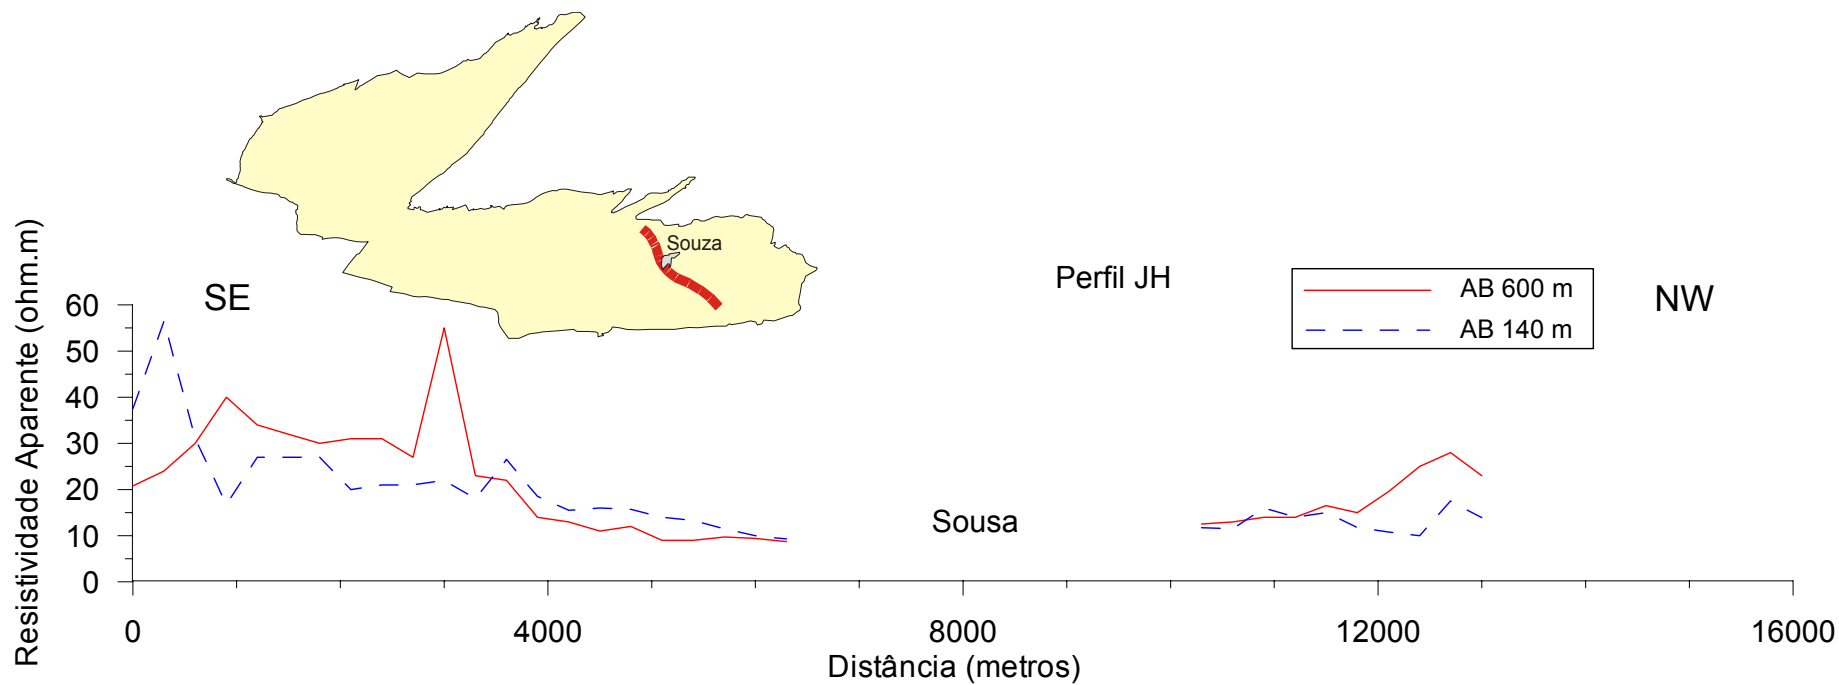 Souza
Perfil JH
SE
AB 600 m
AB 140 m
NW
Resistividade Aparente (ohm.m)
60
50
40
30
20
10
0
Sousa
0
4000
8000
12000
16000
Distância (metros)